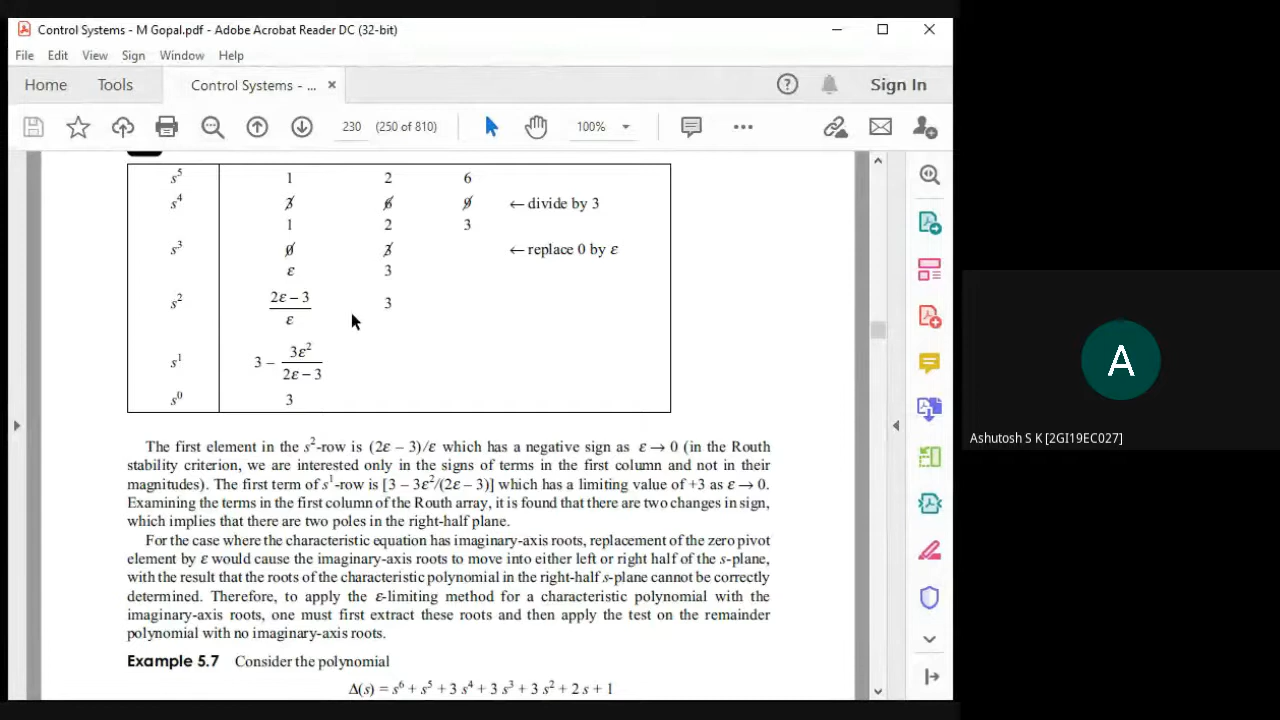 Control Systems - M Gopal.pdf - Adobe Acrobat Reader DC (32-bit)
File Edit View Sign Window Help
Home Tools Control Systems - ... × Sign In
230 (250 of 810) 100%
s⁵ 1 2 6
s⁴ 3 6 9 ← divide by 3
1 2 3
s³ 0 3 ← replace 0 by ε
ε 3
s² (2ε – 3)/ε 3
s¹ 3 – 3ε²/(2ε – 3)
s⁰ 3
The first element in the s²-row is (2ε – 3)/ε which has a negative sign as ε → 0 (in the Routh
stability criterion, we are interested only in the signs of terms in the first column and not in their
magnitudes). The first term of s¹-row is [3 – 3ε²/(2ε – 3)] which has a limiting value of +3 as ε → 0.
Examining the terms in the first column of the Routh array, it is found that there are two changes in sign,
which implies that there are two poles in the right-half plane.
For the case where the characteristic equation has imaginary-axis roots, replacement of the zero pivot
element by ε would cause the imaginary-axis roots to move into either left or right half of the s-plane,
with the result that the roots of the characteristic polynomial in the right-half s-plane cannot be correctly
determined. Therefore, to apply the ε-limiting method for a characteristic polynomial with the
imaginary-axis roots, one must first extract these roots and then apply the test on the remainder
polynomial with no imaginary-axis roots.
Example 5.7 Consider the polynomial
Δ(s) = s⁶ + s⁵ + 3 s⁴ + 3 s³ + 3 s² + 2 s + 1
A
Ashutosh S K [2GI19EC027]